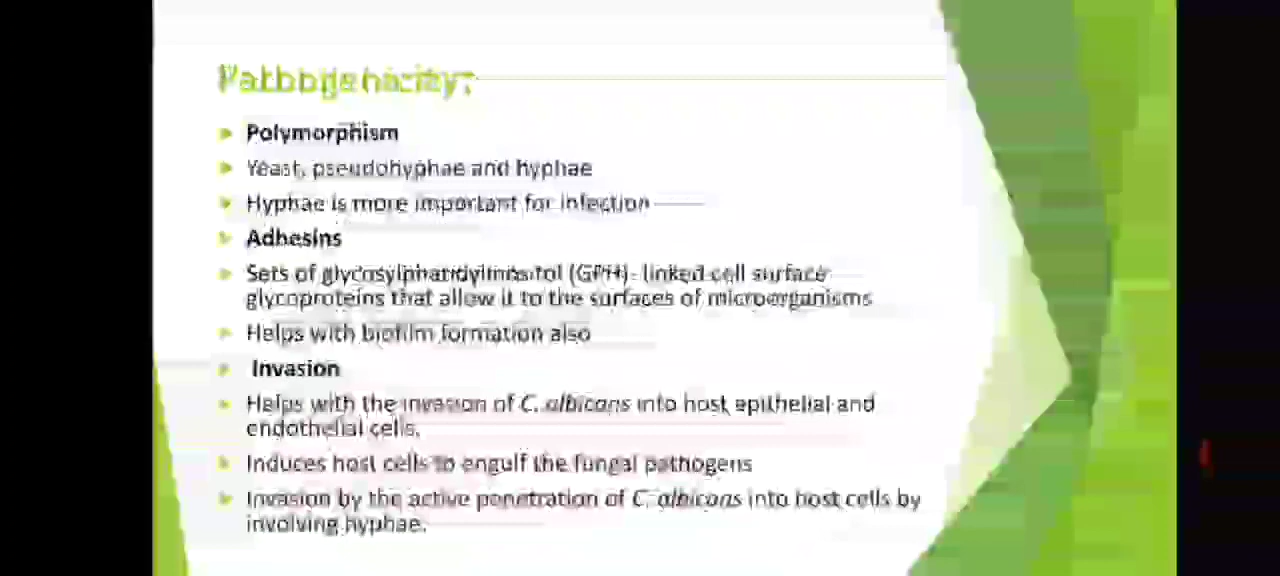 Pathogenicity:
Polymorphism
Yeast, pseudohyphae and hyphae
Hyphae is more important for infection
Adhesins
Sets of glycosylphatidylinositol (GPI)- linked cell surface
glycoproteins that allow it to the surfaces of microorganisms
Helps with biofilm formation also
Invasion
Helps with the invasion of C. albicans into host epithelial and
endothelial cells.
Induces host cells to engulf the fungal pathogens
Invasion by the active penetration of C. albicans into host cells by
involving hyphae.